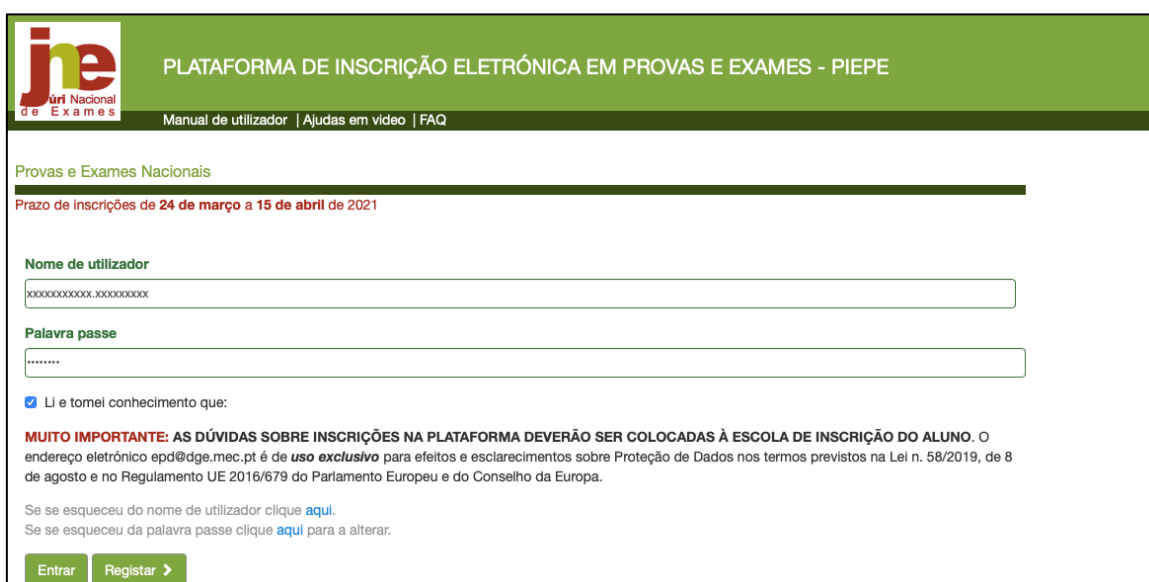 jne
Júri Nacional
de Exames
PLATAFORMA DE INSCRIÇÃO ELETRÓNICA EM PROVAS E EXAMES - PIEPE
Manual de utilizador | Ajudas em video | FAQ
Provas e Exames Nacionais
Prazo de inscrições de 24 de março a 15 de abril de 2021
Nome de utilizador
xxxxxxxxxxx.xxxxxxxxx
Palavra passe
········
Li e tomei conhecimento que:
MUITO IMPORTANTE: AS DÚVIDAS SOBRE INSCRIÇÕES NA PLATAFORMA DEVERÃO SER COLOCADAS À ESCOLA DE INSCRIÇÃO DO ALUNO. O
endereço eletrónico epd@dge.mec.pt é de uso exclusivo para efeitos e esclarecimentos sobre Proteção de Dados nos termos previstos na Lei n. 58/2019, de 8
de agosto e no Regulamento UE 2016/679 do Parlamento Europeu e do Conselho da Europa.
Se se esqueceu do nome de utilizador clique aqui.
Se se esqueceu da palavra passe clique aqui para a alterar.
Entrar
Registar